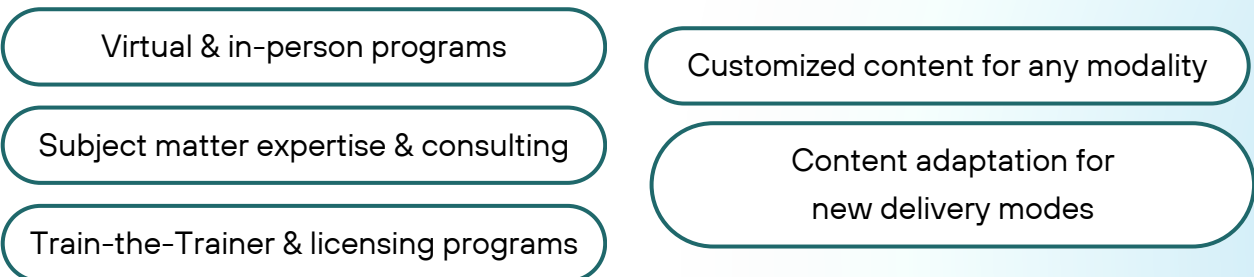 Virtual & in-person programs
Subject matter expertise & consulting
Train-the-Trainer & licensing programs
Customized content for any modality
Content adaptation for
new delivery modes